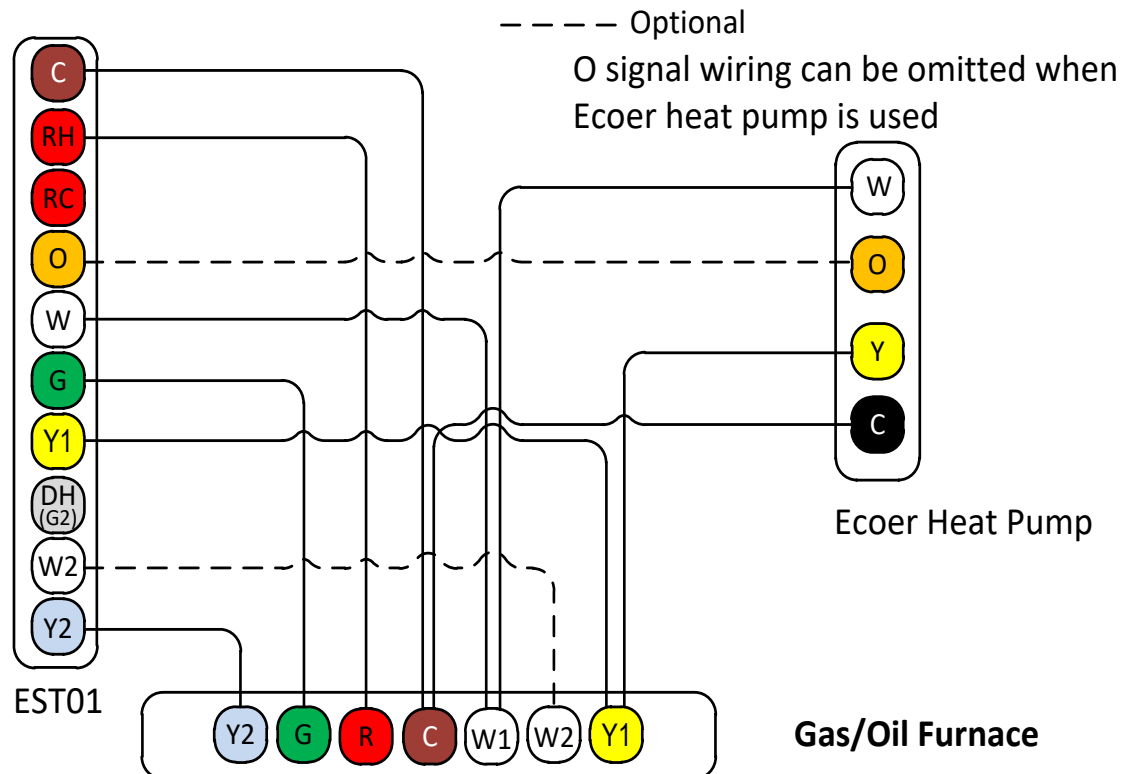 Optional
O signal wiring can be omitted when
Ecoer heat pump is used
C
RH
RC
O
W
G
Y1
DH
(G2)
W2
Y2
EST01
W
O
Y
C
Ecoer Heat Pump
Y2 G R C W1 W2 Y1
Gas/Oil Furnace